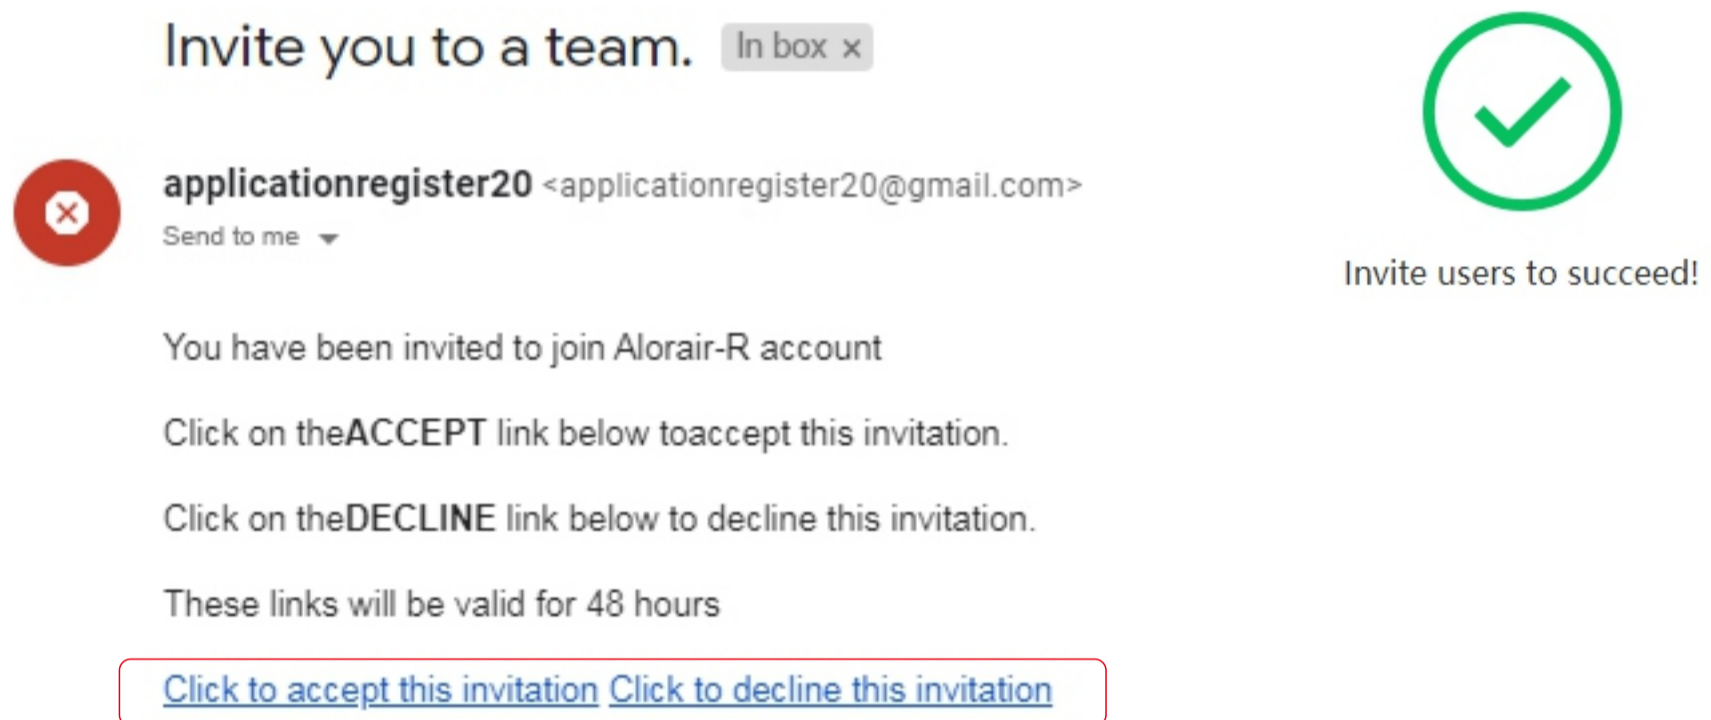 Invite you to a team. In box ×
applicationregister20 <applicationregister20@gmail.com>
Send to me
You have been invited to join Alorair-R account
Click on theACCEPT link below toaccept this invitation.
Click on theDECLINE link below to decline this invitation.
These links will be valid for 48 hours
Click to accept this invitation Click to decline this invitation
Invite users to succeed!